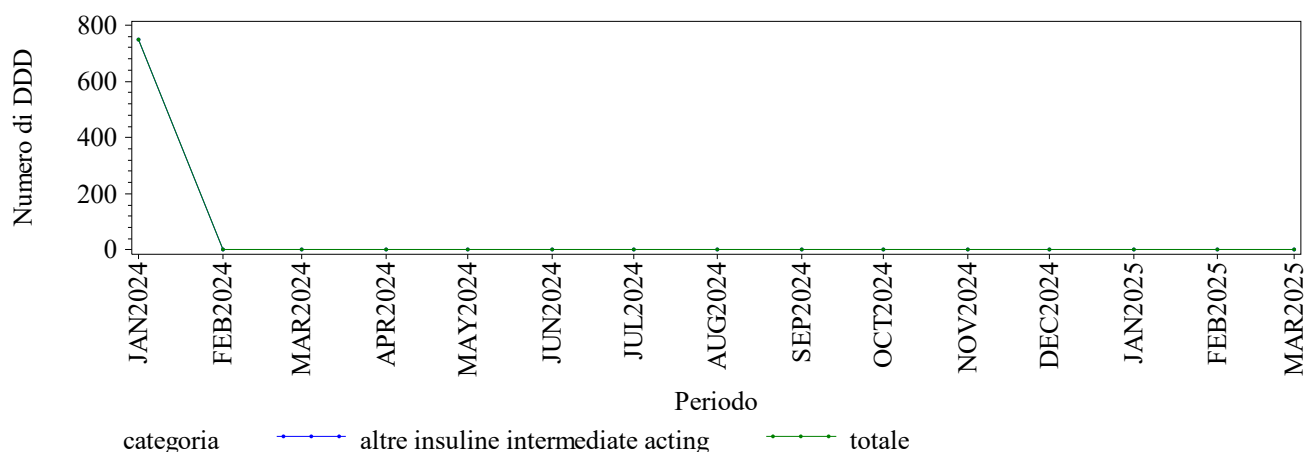 Numero di DDD
800
600
400
200
0
JAN2024
FEB2024
MAR2024
APR2024
MAY2024
JUN2024
JUL2024
AUG2024
SEP2024
OCT2024
NOV2024
DEC2024
JAN2025
FEB2025
MAR2025
Periodo
categoria altre insuline intermediate acting totale